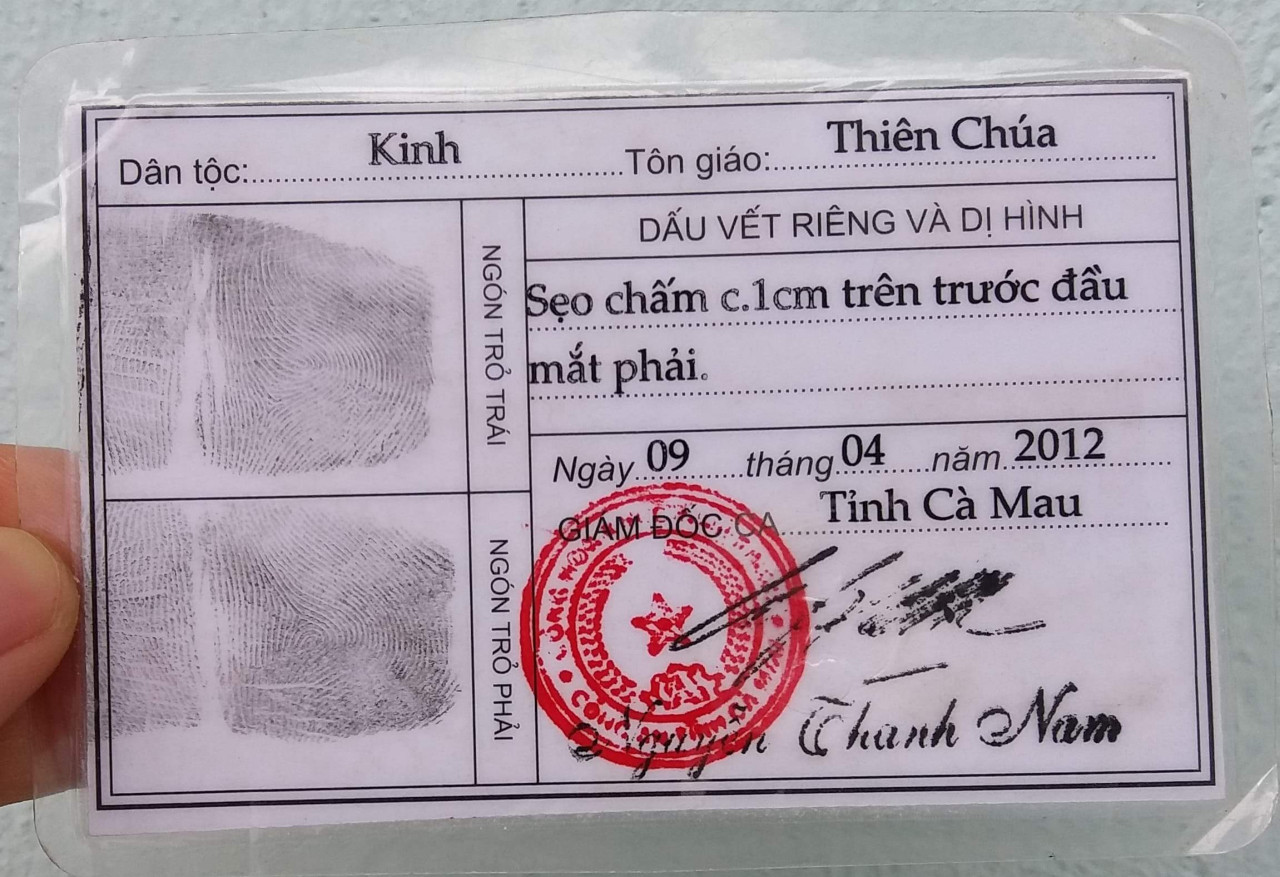 Dân tộc: Kinh Tôn giáo: Thiên Chúa
NGÓN TRỎ TRÁI
DẤU VẾT RIÊNG VÀ DỊ HÌNH
Sẹo chấm c.1cm trên trước đầu
mắt phải.
NGÓN TRỎ PHẢI
Ngày 09 tháng 04 năm 2012
GIÁM ĐỐC CA Tỉnh Cà Mau
Nguyễn Thanh Nam